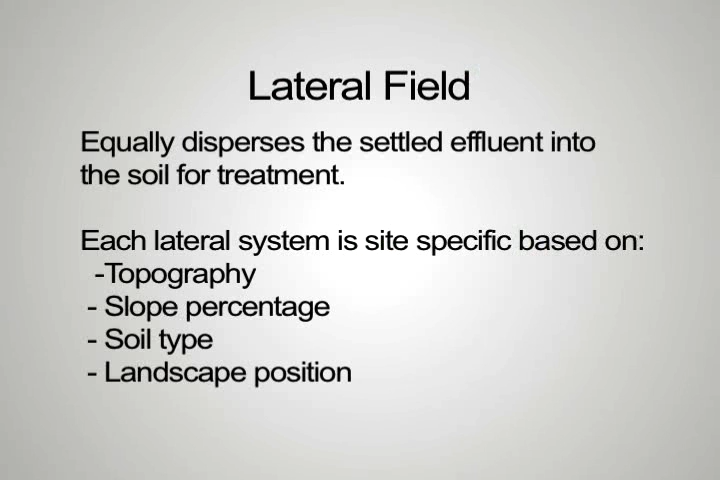 Lateral Field
Equally disperses the settled effluent into
the soil for treatment.
Each lateral system is site specific based on:
-Topography
- Slope percentage
- Soil type
- Landscape position